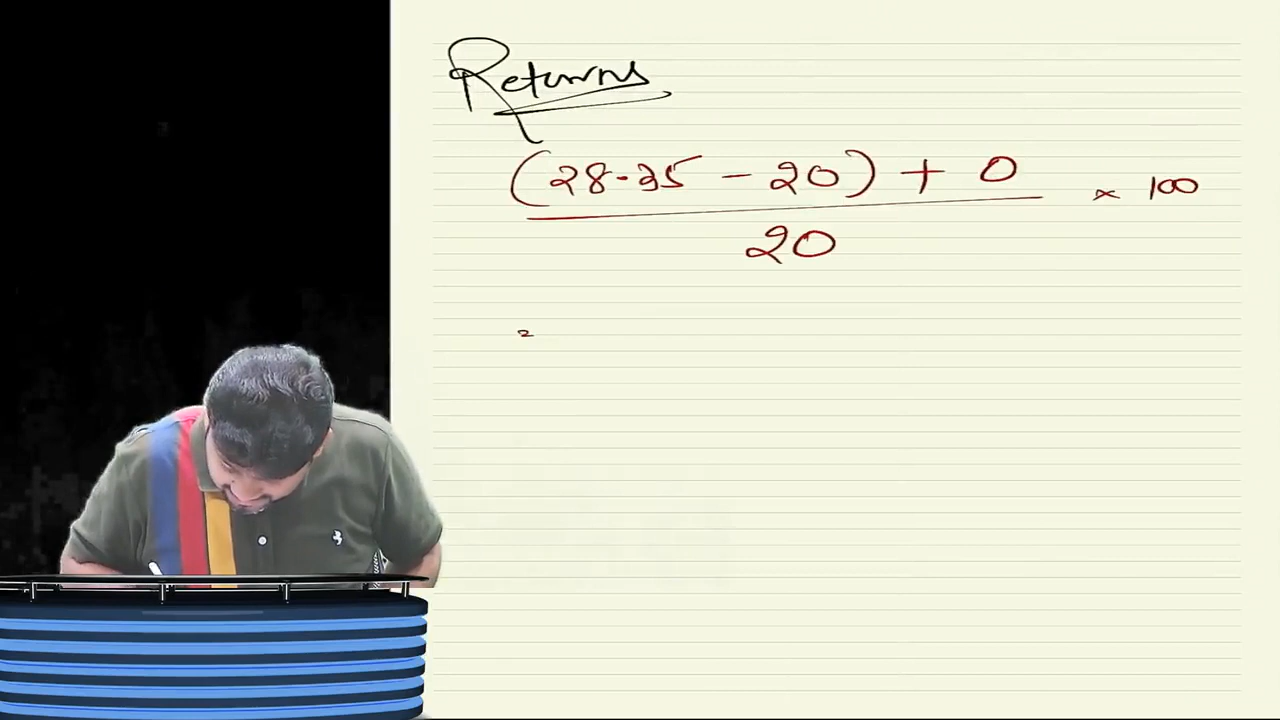 Returns
(28.35 - 20) + 0
× 100
20
=